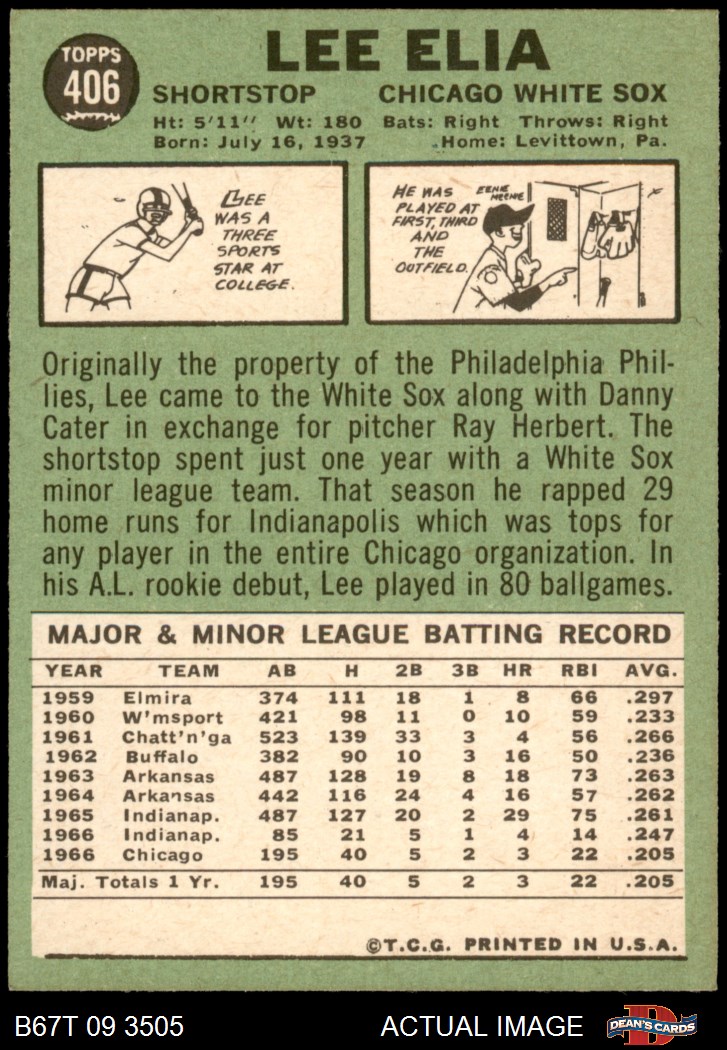 TOPPS
406
LEE ELIA
SHORTSTOP CHICAGO WHITE SOX
Ht: 5'11" Wt: 180 Bats: Right Throws: Right
Born: July 16, 1937 Home: Levittown, Pa.
LEE
WAS A
THREE
SPORTS
STAR AT
COLLEGE.
HE WAS
PLAYED AT
FIRST, THIRD
AND
THE
OUTFIELD.
EENIE
MEENIE
Originally the property of the Philadelphia Phil-
lies, Lee came to the White Sox along with Danny
Cater in exchange for pitcher Ray Herbert. The
shortstop spent just one year with a White Sox
minor league team. That season he rapped 29
home runs for Indianapolis which was tops for
any player in the entire Chicago organization. In
his A.L. rookie debut, Lee played in 80 ballgames.
MAJOR & MINOR LEAGUE BATTING RECORD
YEAR TEAM AB H 2B 3B HR RBI AVG.
1959 Elmira 374 111 18 1 8 66 .297
1960 W'msport 421 98 11 0 10 59 .233
1961 Chatt'n'ga 523 139 33 3 4 56 .266
1962 Buffalo 382 90 10 3 16 50 .236
1963 Arkansas 487 128 19 8 18 73 .263
1964 Arkansas 442 116 24 4 16 57 .262
1965 Indianap. 487 127 20 2 29 75 .261
1966 Indianap. 85 21 5 1 4 14 .247
1966 Chicago 195 40 5 2 3 22 .205
Maj. Totals 1 Yr. 195 40 5 2 3 22 .205
©T.C.G. PRINTED IN U.S.A.
B67T 09 3505 ACTUAL IMAGE
DEAN'S CARDS